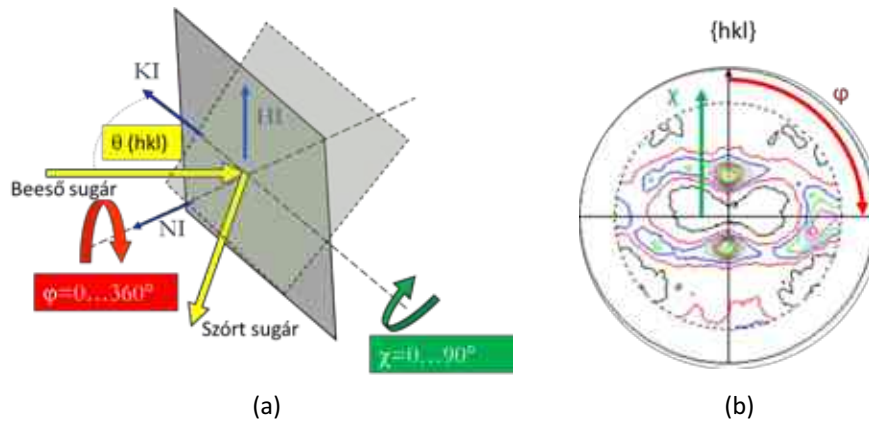 KI
HI
θ (hkl)
Beeső sugár
NI
φ=0...360°
Szórt sugár
χ=0...90°
(a)
{hkl}
χ
φ
(b)